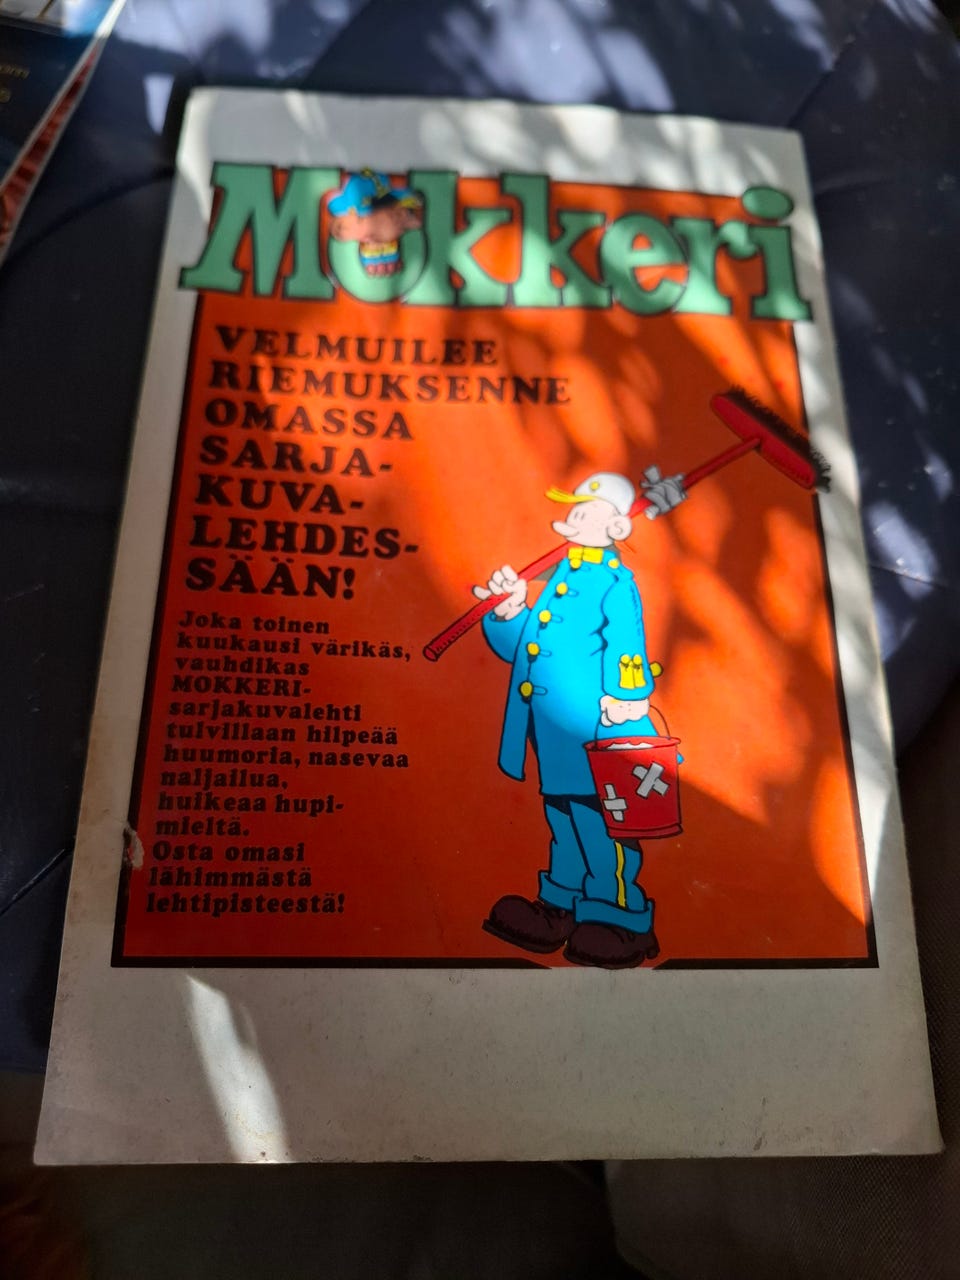 Mokkeri
VELMUILEE
RIEMUKSENNE
OMASSA
SARJA-
KUVA-
LEHDES-
SÄÄN!
Joka toinen
kuukausi värikäs,
vauhdikas
MOKKERI-
sarjakuvalehti
tulvillaan hilpeää
huumoria, nasevaa
naljailua,
huikeaa hupi-
mieltä.
Osta omasi
lähimmästä
lehtipisteestä!